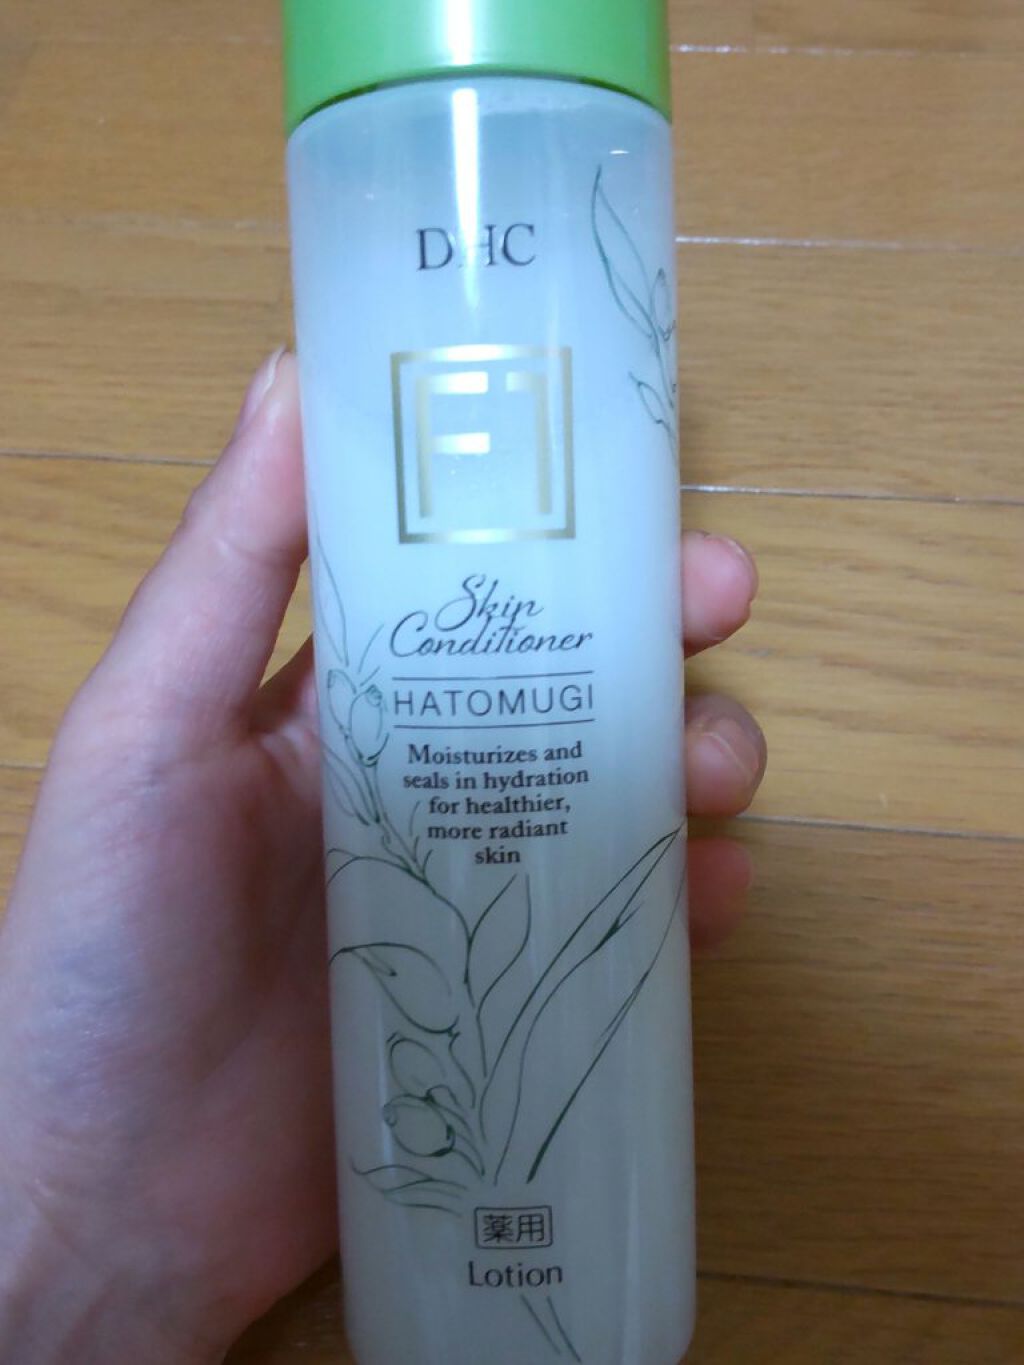 DHC
F1
Skin
Conditioner
HATOMUGI
Moisturizes and
seals in hydration
for healthier,
more radiant
skin
薬用
Lotion